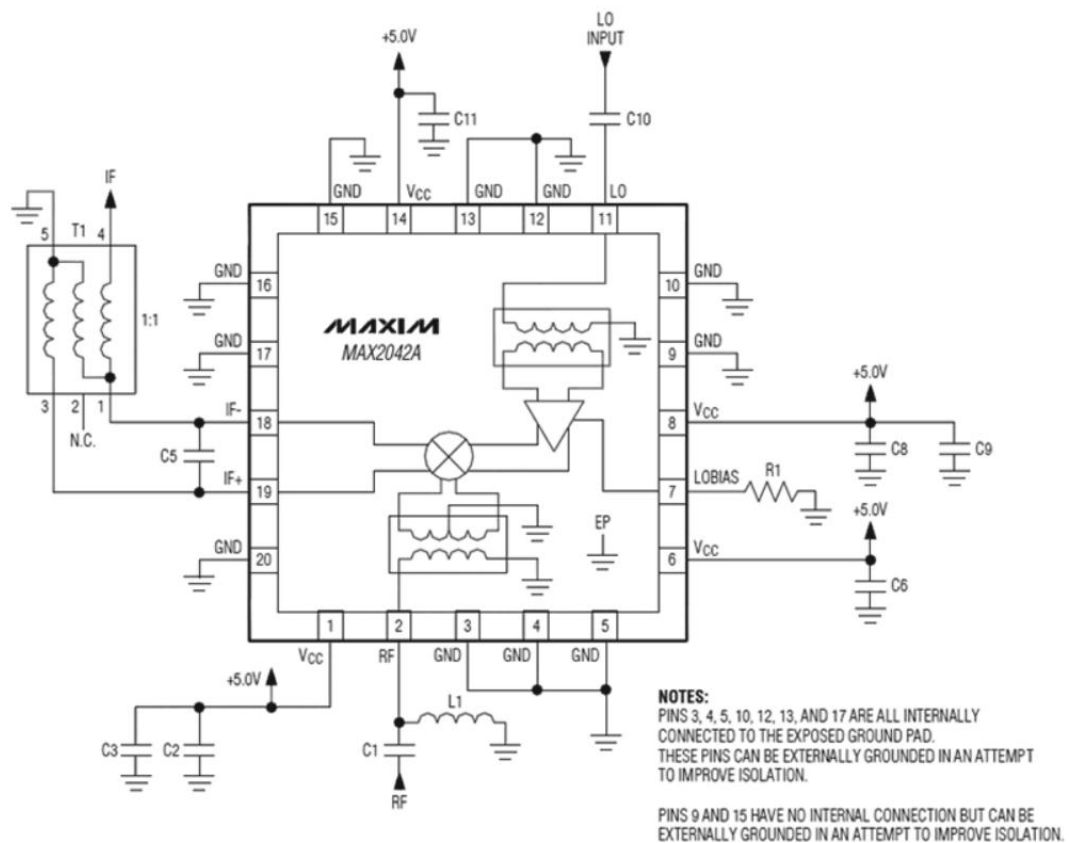 LO
INPUT
+5.0V
C11
C10
GND
VCC
GND
GND
LO
15
14
13
12
11
IF
5
T1
4
1:1
3
2
1
N.C.
GND
16
GND
17
IF-
18
C5
IF+
19
GND
20
MAXIM
MAX2042A
EP
10
GND
9
GND
+5.0V
8
VCC
C8
C9
7
LOBIAS
R1
+5.0V
6
VCC
C6
1
2
3
4
5
VCC
RF
GND
GND
GND
+5.0V
L1
C3
C2
C1
RF
NOTES:
PINS 3, 4, 5, 10, 12, 13, AND 17 ARE ALL INTERNALLY
CONNECTED TO THE EXPOSED GROUND PAD.
THESE PINS CAN BE EXTERNALLY GROUNDED IN AN ATTEMPT
TO IMPROVE ISOLATION.
PINS 9 AND 15 HAVE NO INTERNAL CONNECTION BUT CAN BE
EXTERNALLY GROUNDED IN AN ATTEMPT TO IMPROVE ISOLATION.